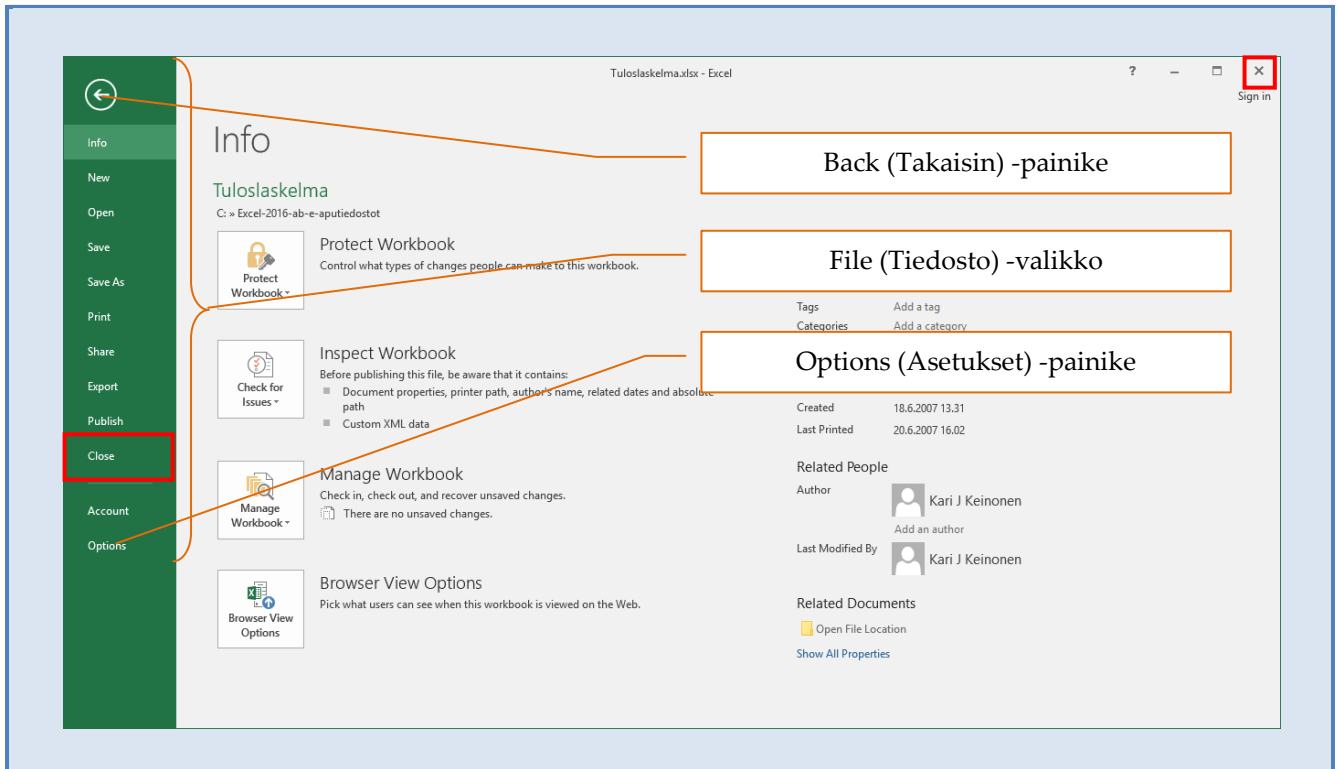 Tuloslaskelma.xlsx - Excel
?
Sign in
Info
New
Open
Save
Save As
Print
Share
Export
Publish
Close
Account
Options
Info
Tuloslaskelma
C: » Excel-2016-ab-e-aputiedostot
Protect
Workbook
Protect Workbook
Control what types of changes people can make to this workbook.
Check for
Issues
Inspect Workbook
Before publishing this file, be aware that it contains:
Document properties, printer path, author's name, related dates and absolute
path
Custom XML data
Manage
Workbook
Manage Workbook
Check in, check out, and recover unsaved changes.
There are no unsaved changes.
Browser View
Options
Browser View Options
Pick what users can see when this workbook is viewed on the Web.
Back (Takaisin) -painike
File (Tiedosto) -valikko
Tags Add a tag
Categories Add a category
Options (Asetukset) -painike
Created 18.6.2007 13.31
Last Printed 20.6.2007 16.02
Related People
Author Kari J Keinonen
Add an author
Last Modified By Kari J Keinonen
Related Documents
Open File Location
Show All Properties